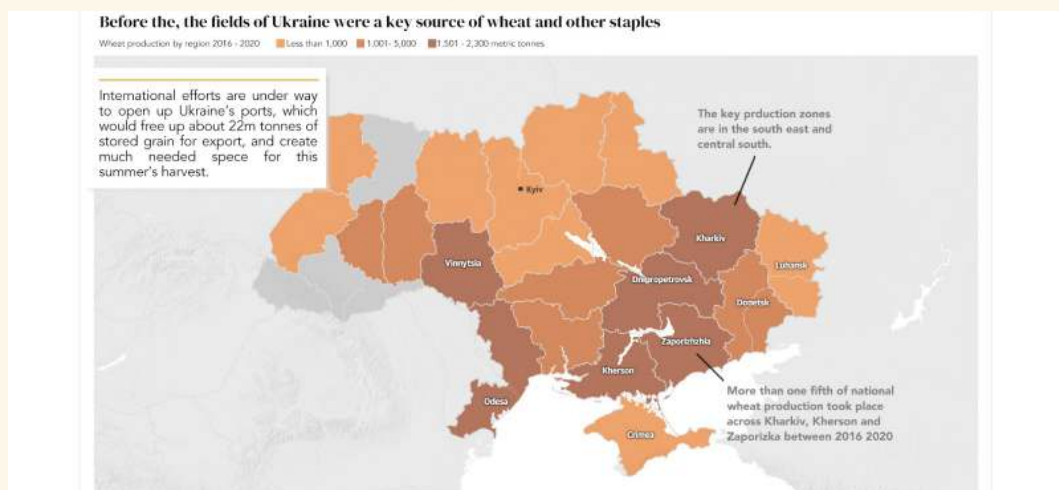 Before the, the fields of Ukraine were a key source of wheat and other staples
Wheat production by region 2016 - 2020 Less than 1,000 1,001- 5,000 1,501 - 2,300 metric tonnes
International efforts are under way
to open up Ukraine's ports, which
would free up about 22m tonnes of
stored grain for export, and create
much needed spece for this
summer's harvest.
The key prduction zones
are in the south east and
central south.
Kyiv
Kharkiv
Vinnytsia
Luhansk
Dnigropetrovsk
Donetsk
Zaporizhzhia
Kherson
Odesa
Crimea
More than one fifth of national
wheat production took place
across Kharkiv, Kherson and
Zaporizka between 2016 2020